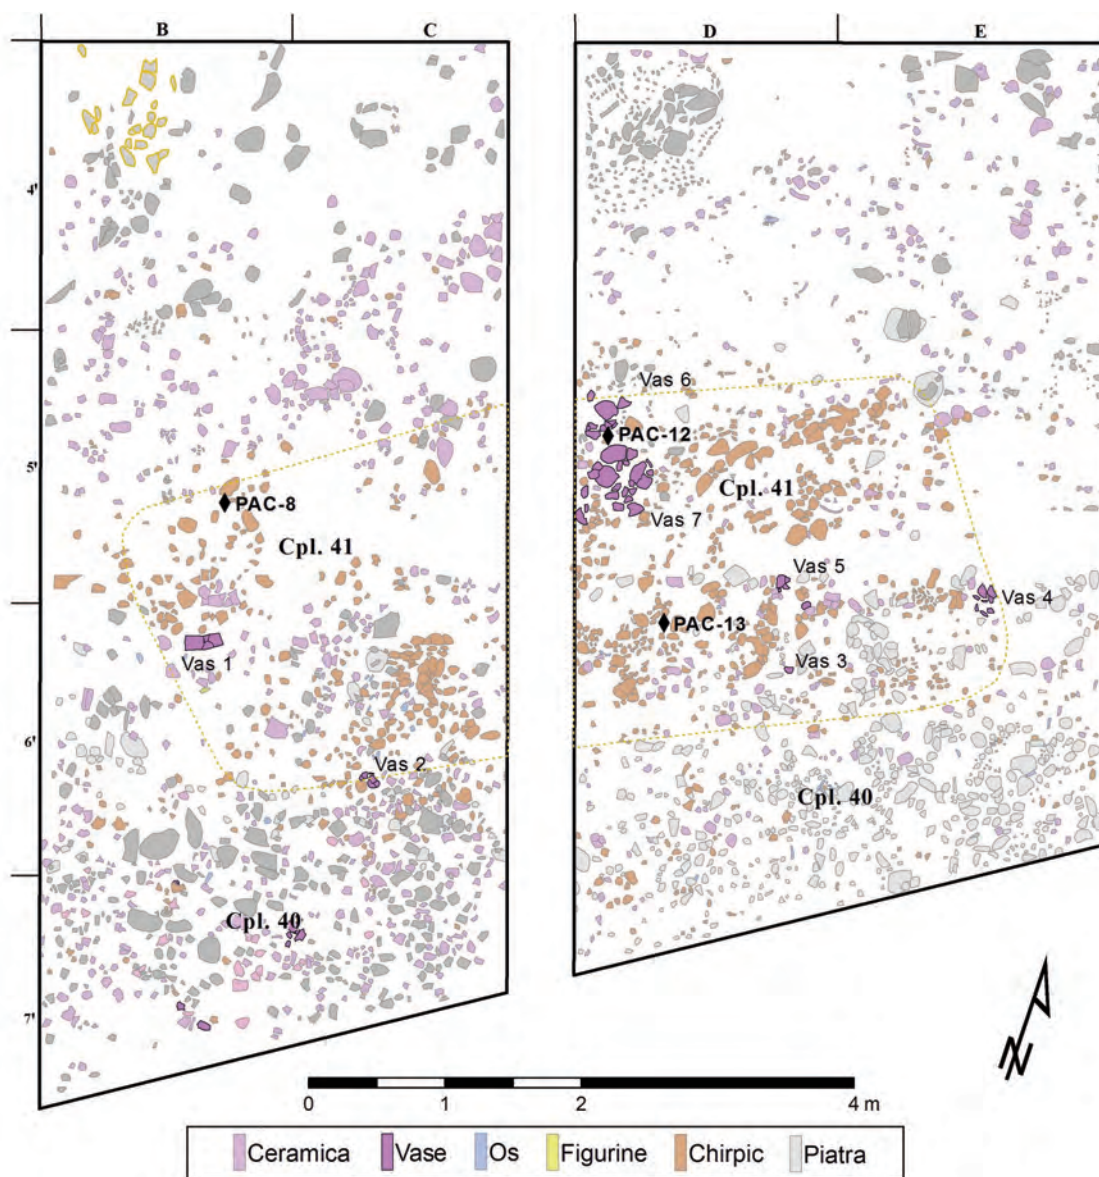 B C D E
4'
Vas 6
PAC-12
5'
PAC-8
Cpl. 41
Vas 7
Cpl. 41
Vas 5
Vas 4
PAC-13
Vas 1
Vas 3
6'
Vas 2
Cpl. 40
Cpl. 40
7'
N
0 2 4 m
Ceramica Vase Os Figurine Chirpic Piatra